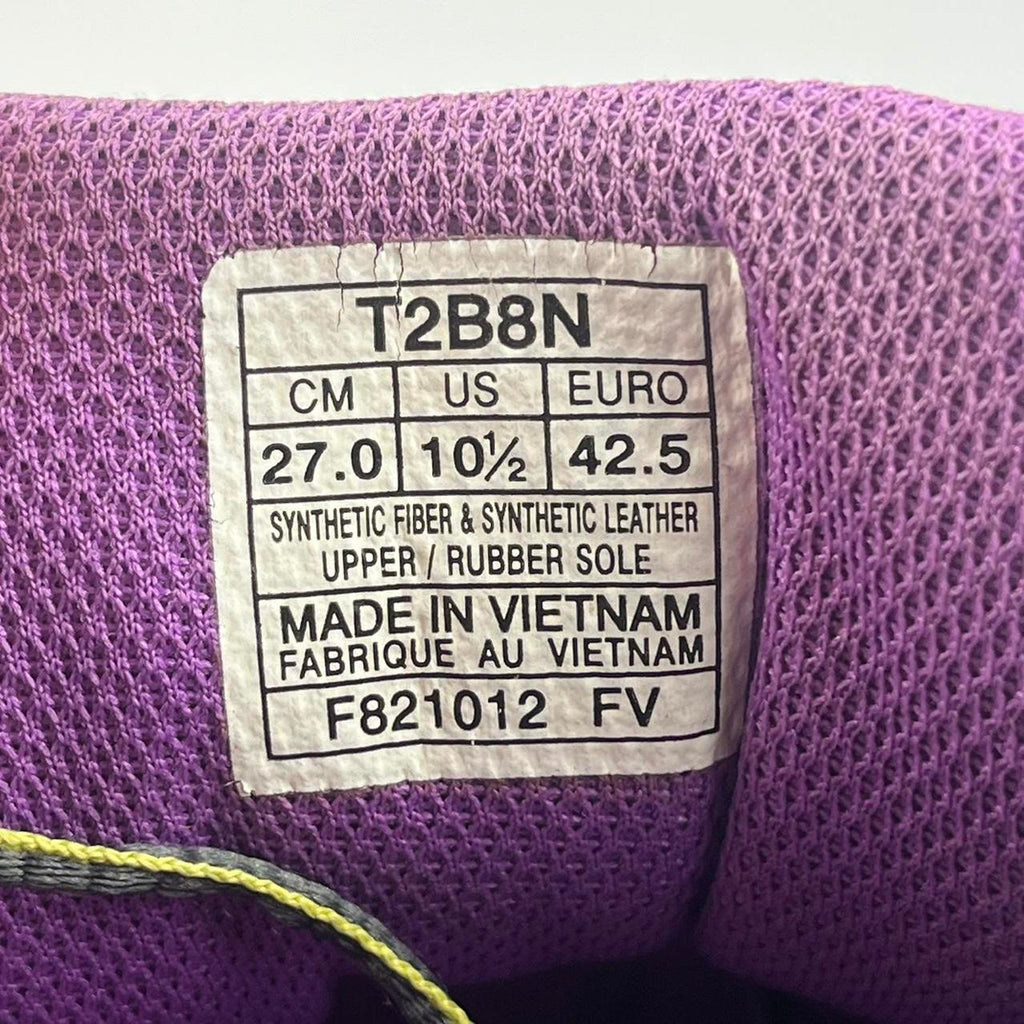 T2B8N
CM US EURO
27.0 10½ 42.5
SYNTHETIC FIBER & SYNTHETIC LEATHER
UPPER / RUBBER SOLE
MADE IN VIETNAM
FABRIQUE AU VIETNAM
F821012 FV